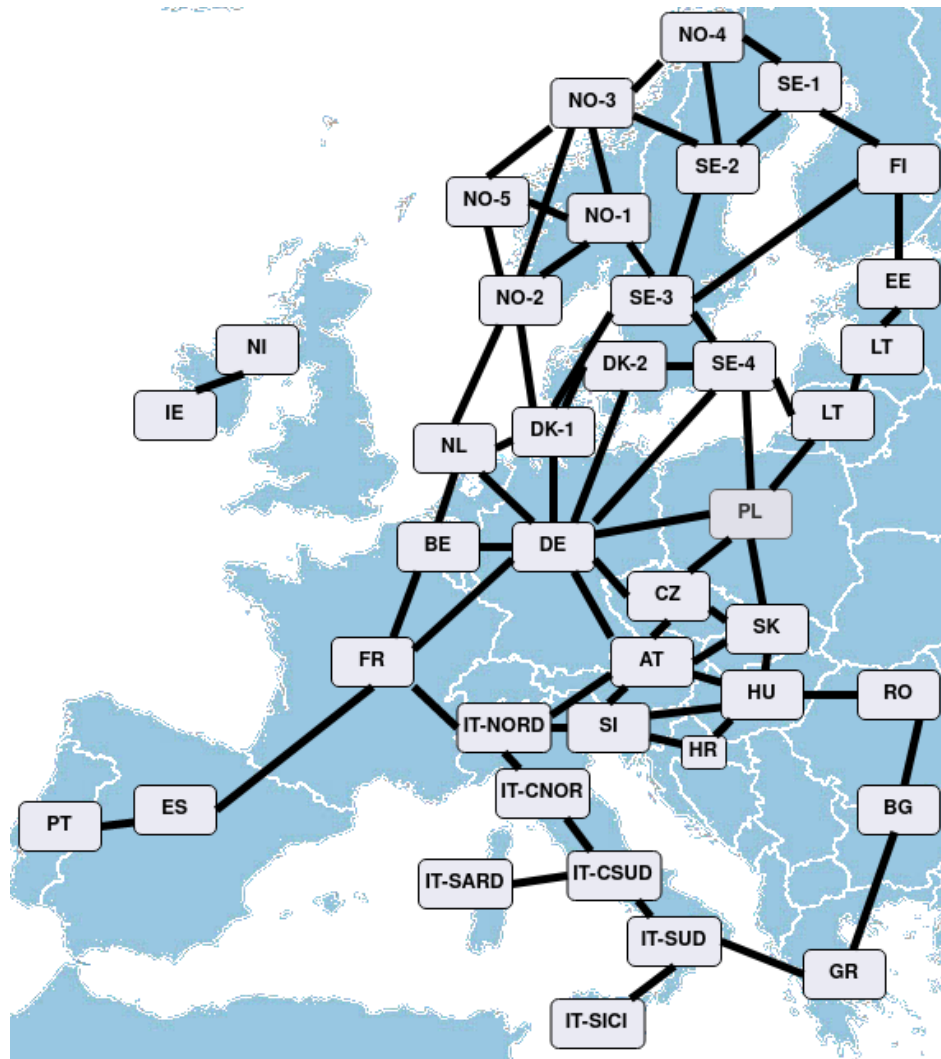 NO-4
SE-1
NO-3
SE-2
FI
NO-5
NO-1
EE
NO-2
SE-3
NI
LT
DK-2
SE-4
IE
LT
DK-1
NL
PL
BE
DE
CZ
SK
FR
AT
HU
RO
IT-NORD
SI
HR
IT-CNOR
ES
BG
PT
IT-SARD
IT-CSUD
IT-SUD
GR
IT-SICI